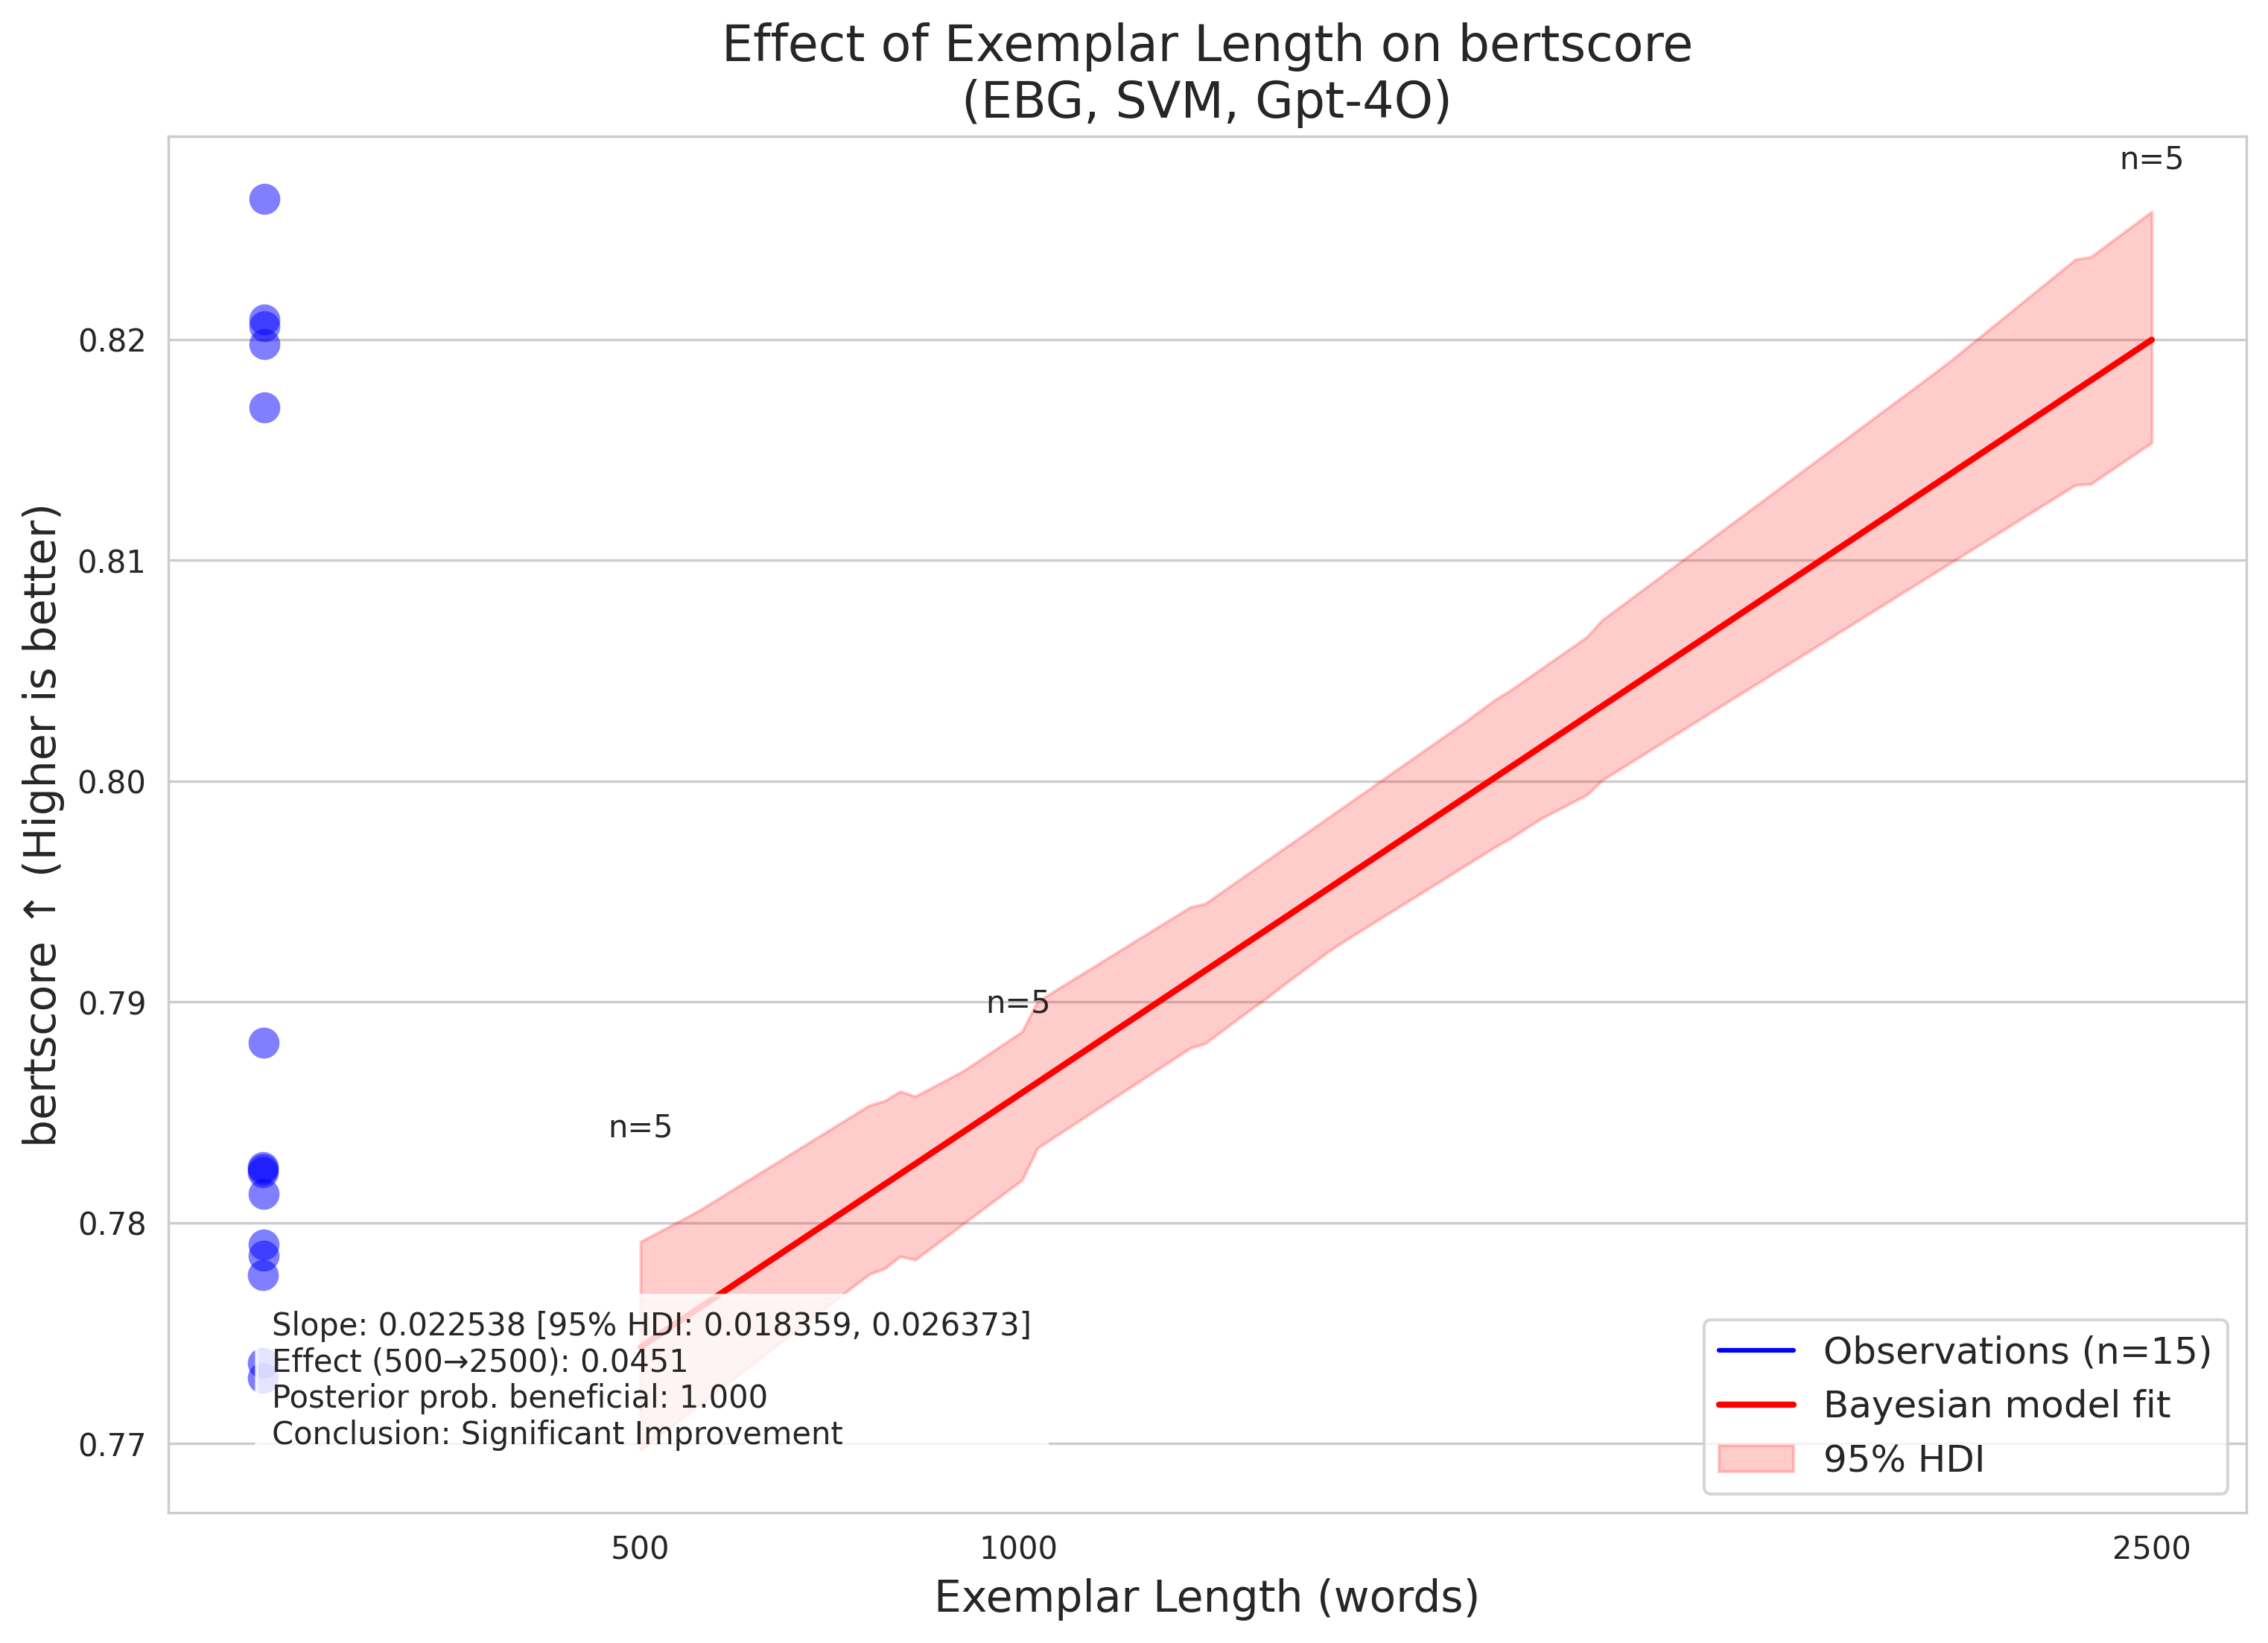 Effect of Exemplar Length on bertscore
(EBG, SVM, Gpt-4O)
bertscore ↑ (Higher is better)
0.82
0.81
0.80
0.79
0.78
0.77
n=5
n=5
n=5
Slope: 0.022538 [95% HDI: 0.018359, 0.026373]
Effect (500→2500): 0.0451
Posterior prob. beneficial: 1.000
Conclusion: Significant Improvement
Observations (n=15)
Bayesian model fit
95% HDI
500
1000
2500
Exemplar Length (words)